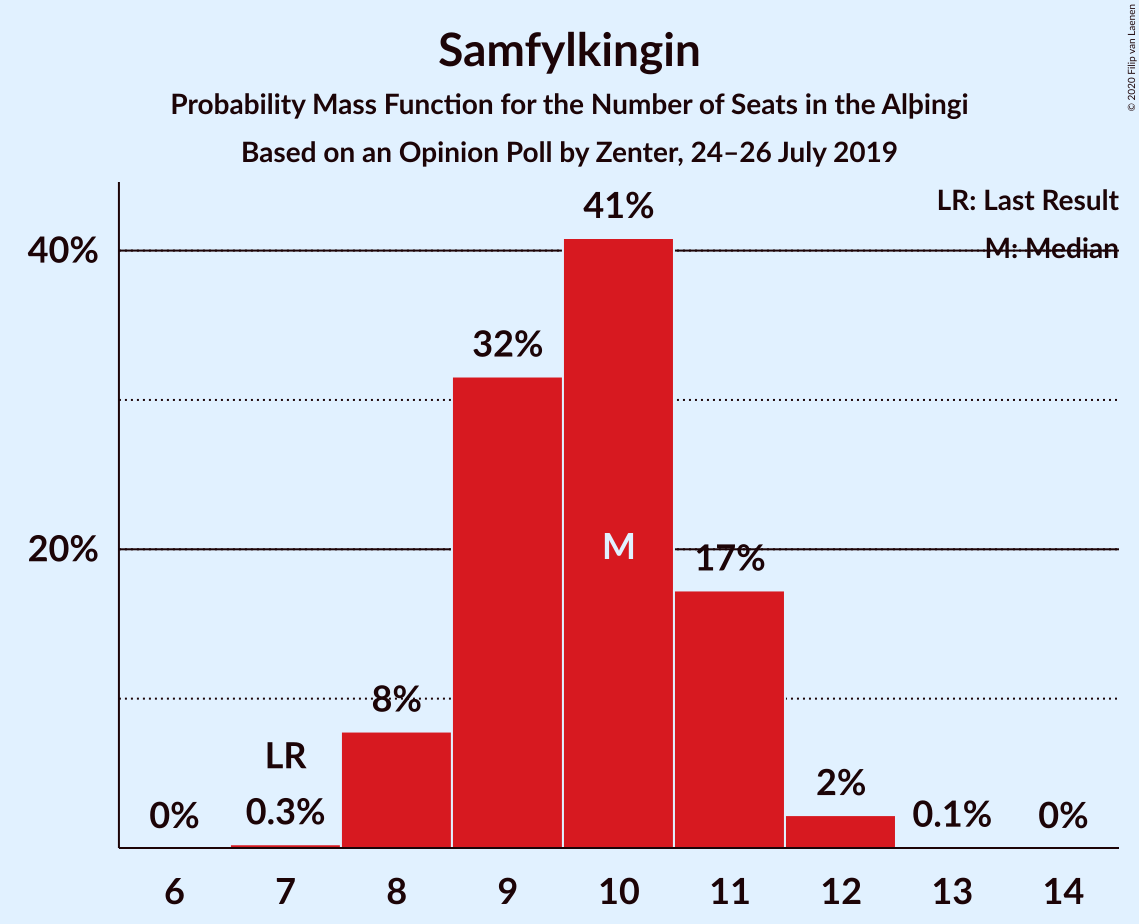 Samfylkingin
Probability Mass Function for the Number of Seats in the Alþingi
Based on an Opinion Poll by Zenter, 24–26 July 2019
© 2020 Filip van Laenen
LR: Last Result
M: Median
40%
20%
0%
LR
0.3%
8%
32%
41%
M
17%
2%
0.1%
0%
6 7 8 9 10 11 12 13 14